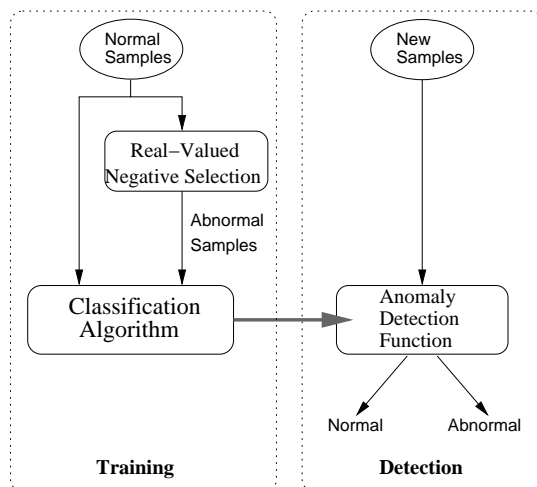 Normal
Samples
Real−Valued
Negative Selection
Abnormal
Samples
Classification
Algorithm
Training
New
Samples
Anomaly
Detection
Function
Normal
Abnormal
Detection